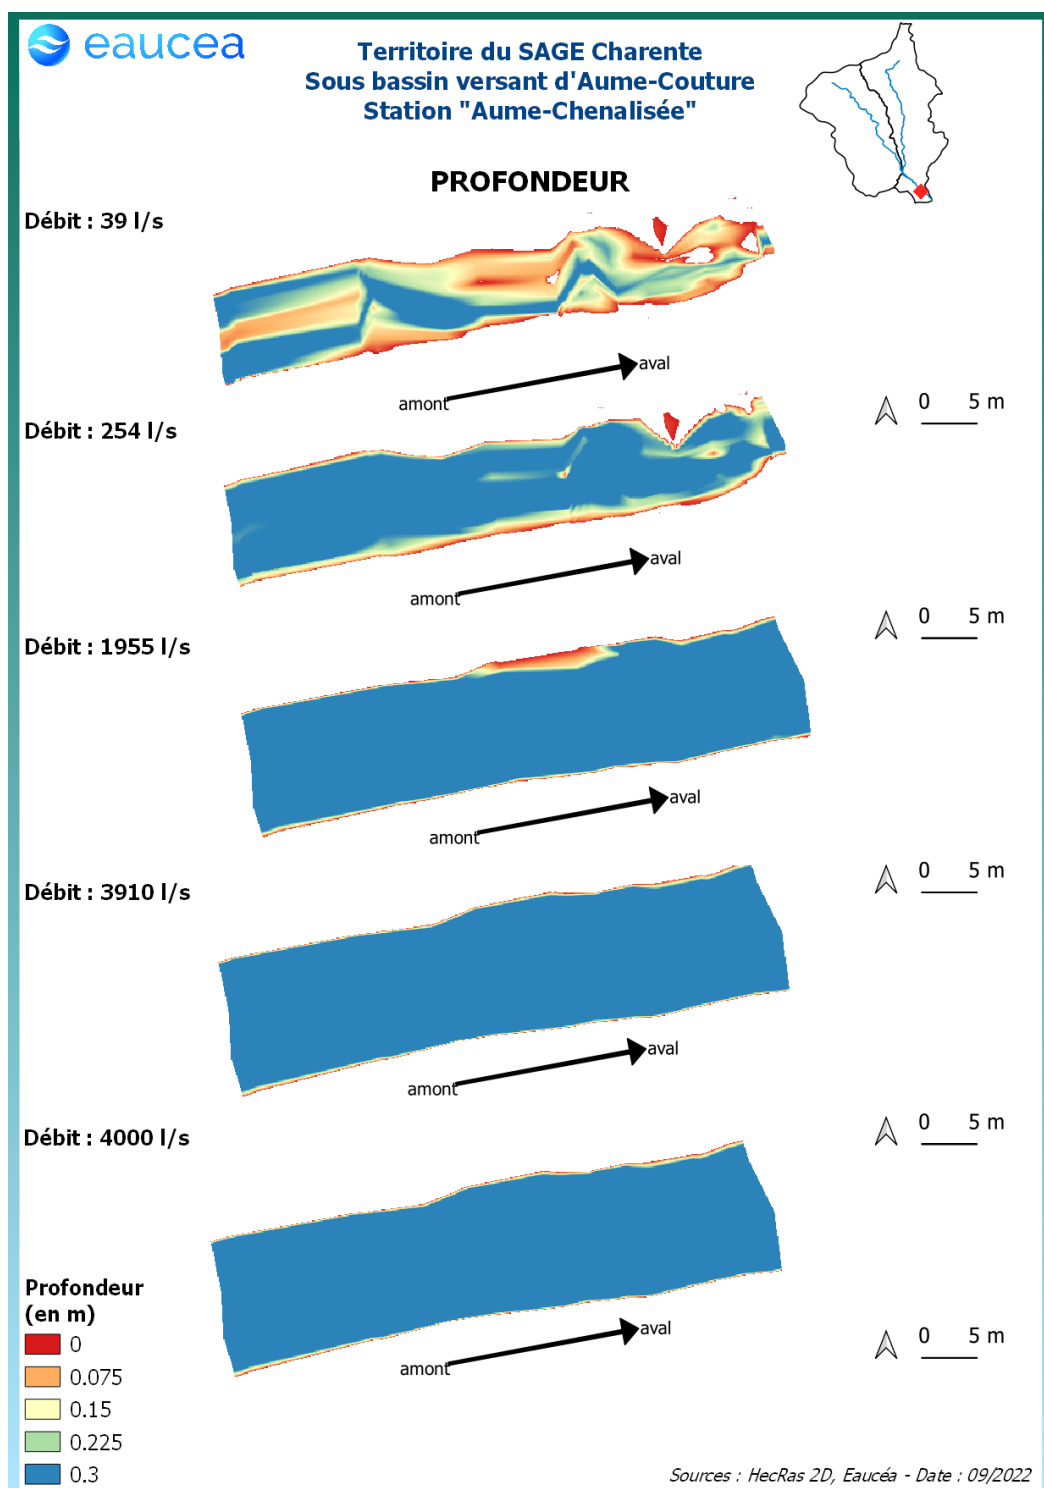 eaucea
Territoire du SAGE Charente
Sous bassin versant d'Aume-Couture
Station "Aume-Chenalisée"
PROFONDEUR
Débit : 39 l/s
amont
aval
0 5 m
Débit : 254 l/s
amont
aval
0 5 m
Débit : 1955 l/s
amont
aval
0 5 m
Débit : 3910 l/s
amont
aval
0 5 m
Débit : 4000 l/s
amont
aval
0 5 m
Profondeur
(en m)
0
0.075
0.15
0.225
0.3
Sources : HecRas 2D, Eaucéa - Date : 09/2022